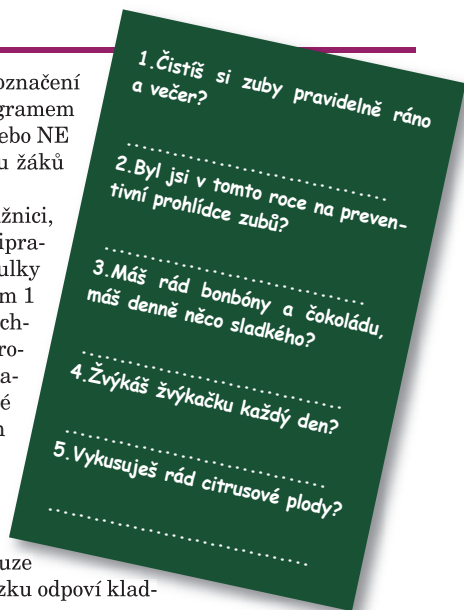 označení
gramem
ebo NE
u žáků
žnici,
ipra-
ulky
m 1
ch-
ro-
a-
é
n
uze
zku odpoví klad-
1. Čistíš si zuby pravidelně ráno
a večer?
2. Byl jsi v tomto roce na preven-
tivní prohlídce zubů?
3. Máš rád bonbóny a čokoládu,
máš denně něco sladkého?
4. Žvýkáš žvýkačku každý den?
5. Vykusuješ rád citrusové plody?